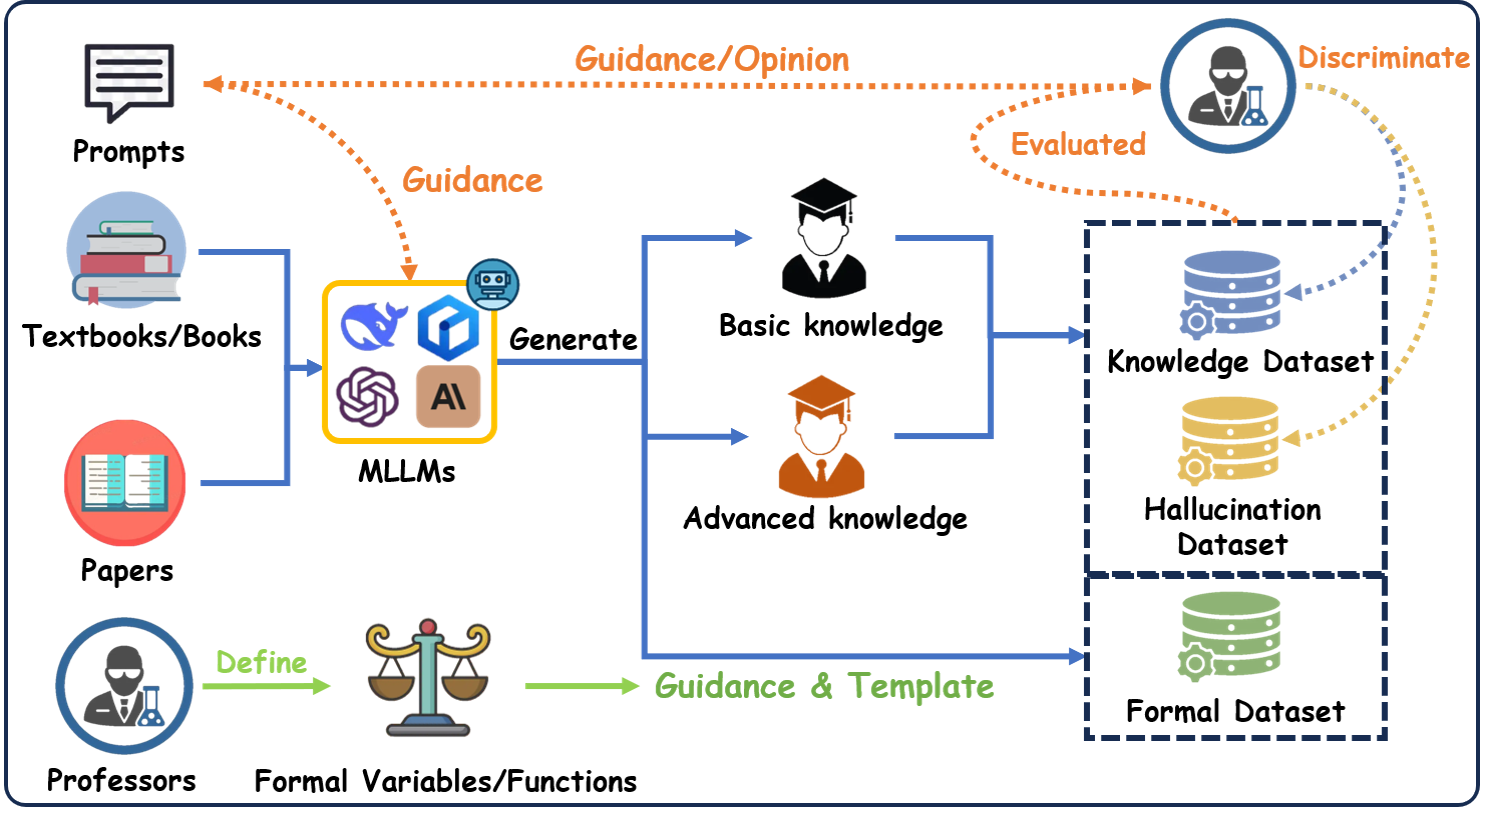 Guidance/Opinion
Discriminate
Prompts
Evaluated
Guidance
Textbooks/Books
Generate
Basic knowledge
Knowledge Dataset
A\
MLLMs
Advanced knowledge
Hallucination
Dataset
Papers
Define
Guidance & Template
Formal Dataset
Professors
Formal Variables/Functions